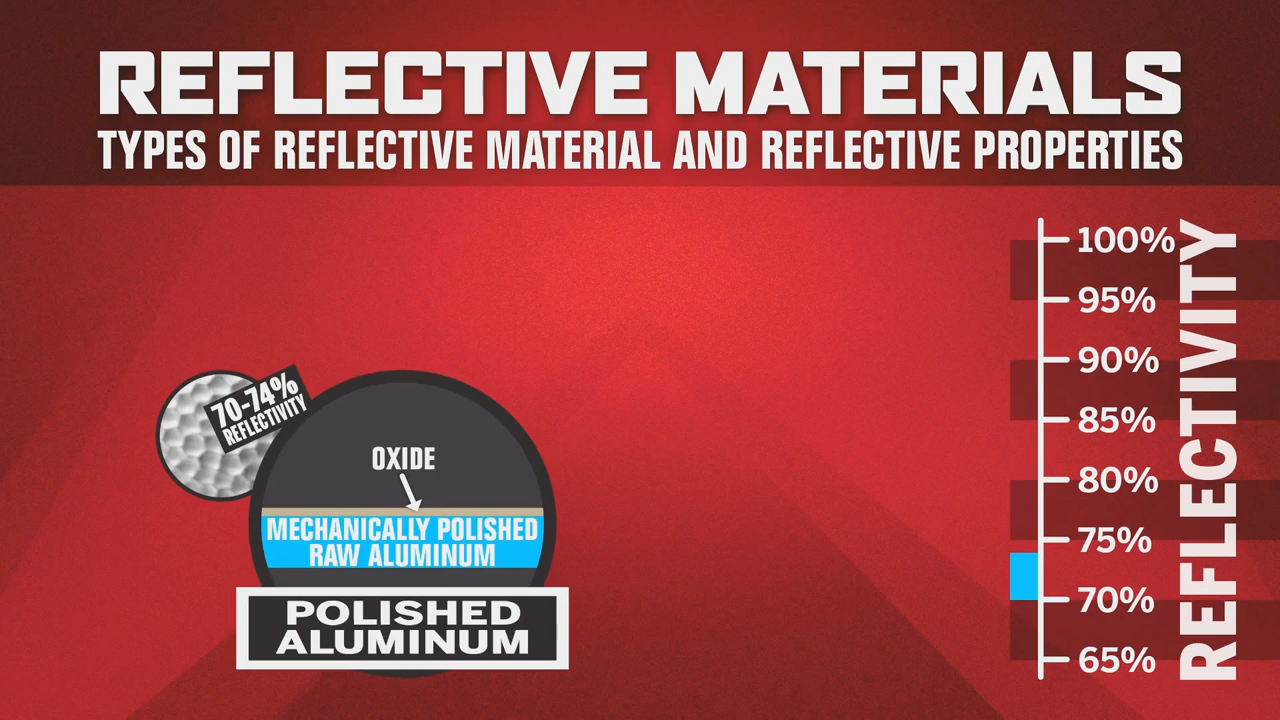 REFLECTIVE MATERIALS
TYPES OF REFLECTIVE MATERIAL AND REFLECTIVE PROPERTIES
100%
95%
90%
85%
80%
75%
70%
65%
REFLECTIVITY
70-74%
REFLECTIVITY
OXIDE
MECHANICALLY POLISHED
RAW ALUMINUM
POLISHED
ALUMINUM